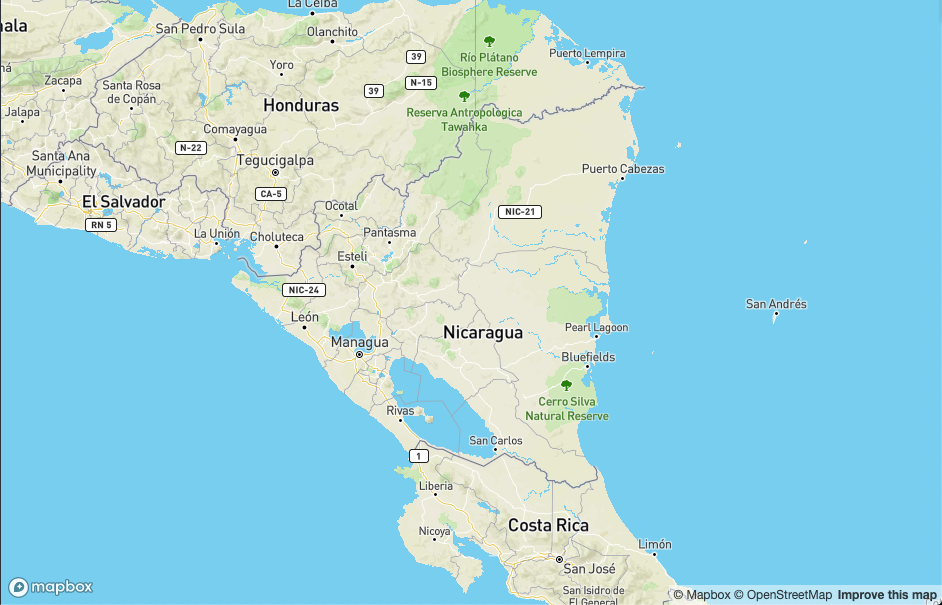 La Ceiba
ala
San Pedro Sula
Olanchito
Puerto Lempira
39
Río Plátano
Biosphere Reserve
Yoro
Zacapa
Santa Rosa
de Copán
39
N-15
Honduras
Jalapa
Reserva Antropologica
Tawahka
Comayagua
N-22
Santa Ana
Municipality
Tegucigalpa
Puerto Cabezas
CA-5
El Salvador
Ocotal
NIC-21
RN 5
La Unión
Choluteca
Pantasma
Esteli
NIC-24
San Andrés
León
Nicaragua
Pearl Lagoon
Managua
Bluefields
Cerro Silva
Natural Reserve
Rivas
San Carlos
1
Liberia
Nicoya
Costa Rica
Limón
San José
San Isidro de
El General
mapbox
© Mapbox © OpenStreetMap Improve this map